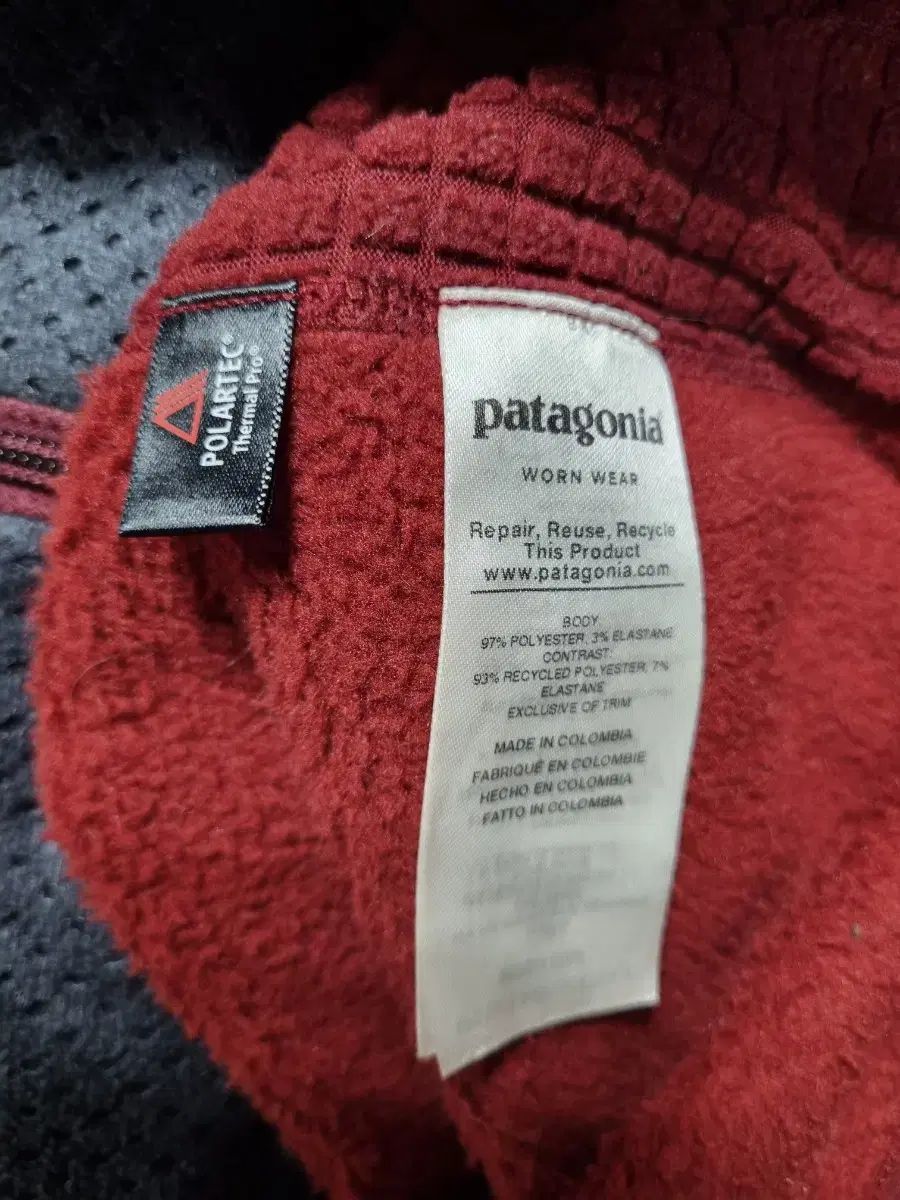 POLARTEC®
Thermal Pro®
patagonia®
WORN WEAR
Repair, Reuse, Recycle
This Product
www.patagonia.com
BODY
97% POLYESTER, 3% ELASTANE
CONTRAST:
93% RECYCLED POLYESTER, 7%
ELASTANE
EXCLUSIVE OF TRIM
MADE IN COLOMBIA
FABRIQUÉ EN COLOMBIE
HECHO EN COLOMBIA
FATTO IN COLOMBIA